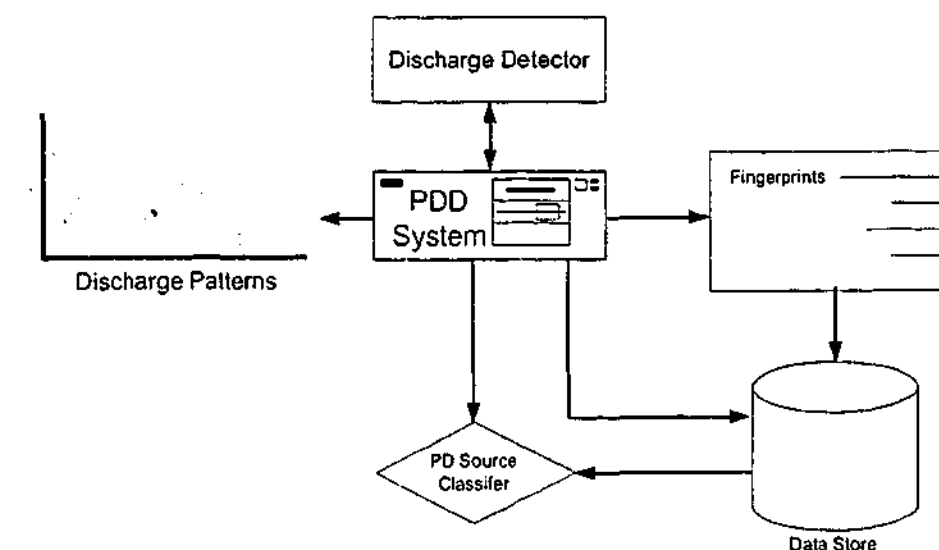 Discharge Detector
PDD
System
Fingerprints
Discharge Patterns
PD Source
Classifer
Data Store